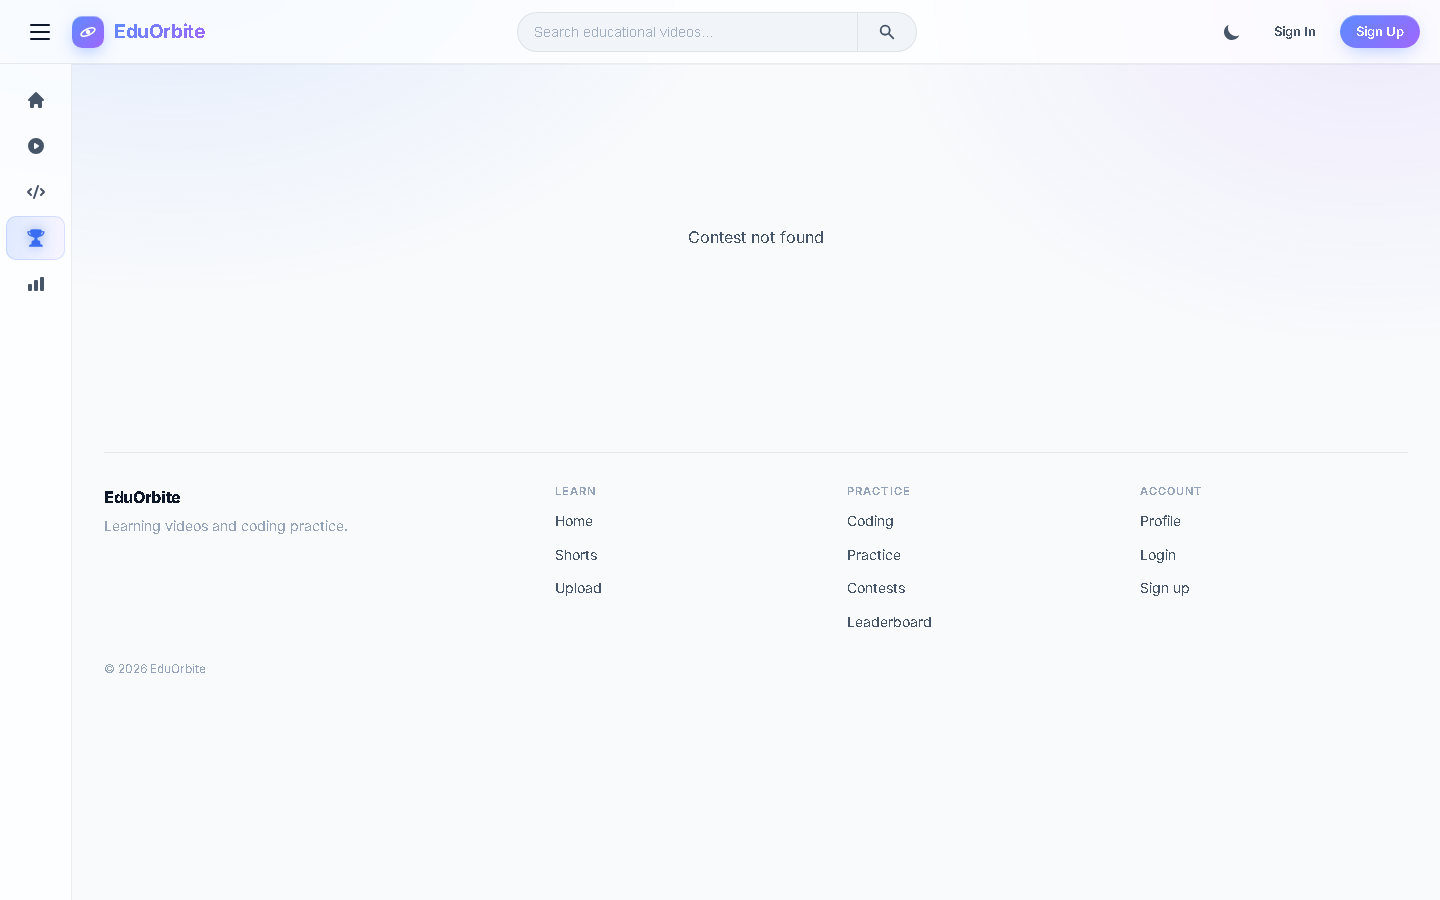 EduOrbite
Search educational videos...
Sign In
Sign Up
Contest not found
EduOrbite
Learning videos and coding practice.
LEARN
Home
Shorts
Upload
PRACTICE
Coding
Practice
Contests
Leaderboard
ACCOUNT
Profile
Login
Sign up
© 2026 EduOrbite